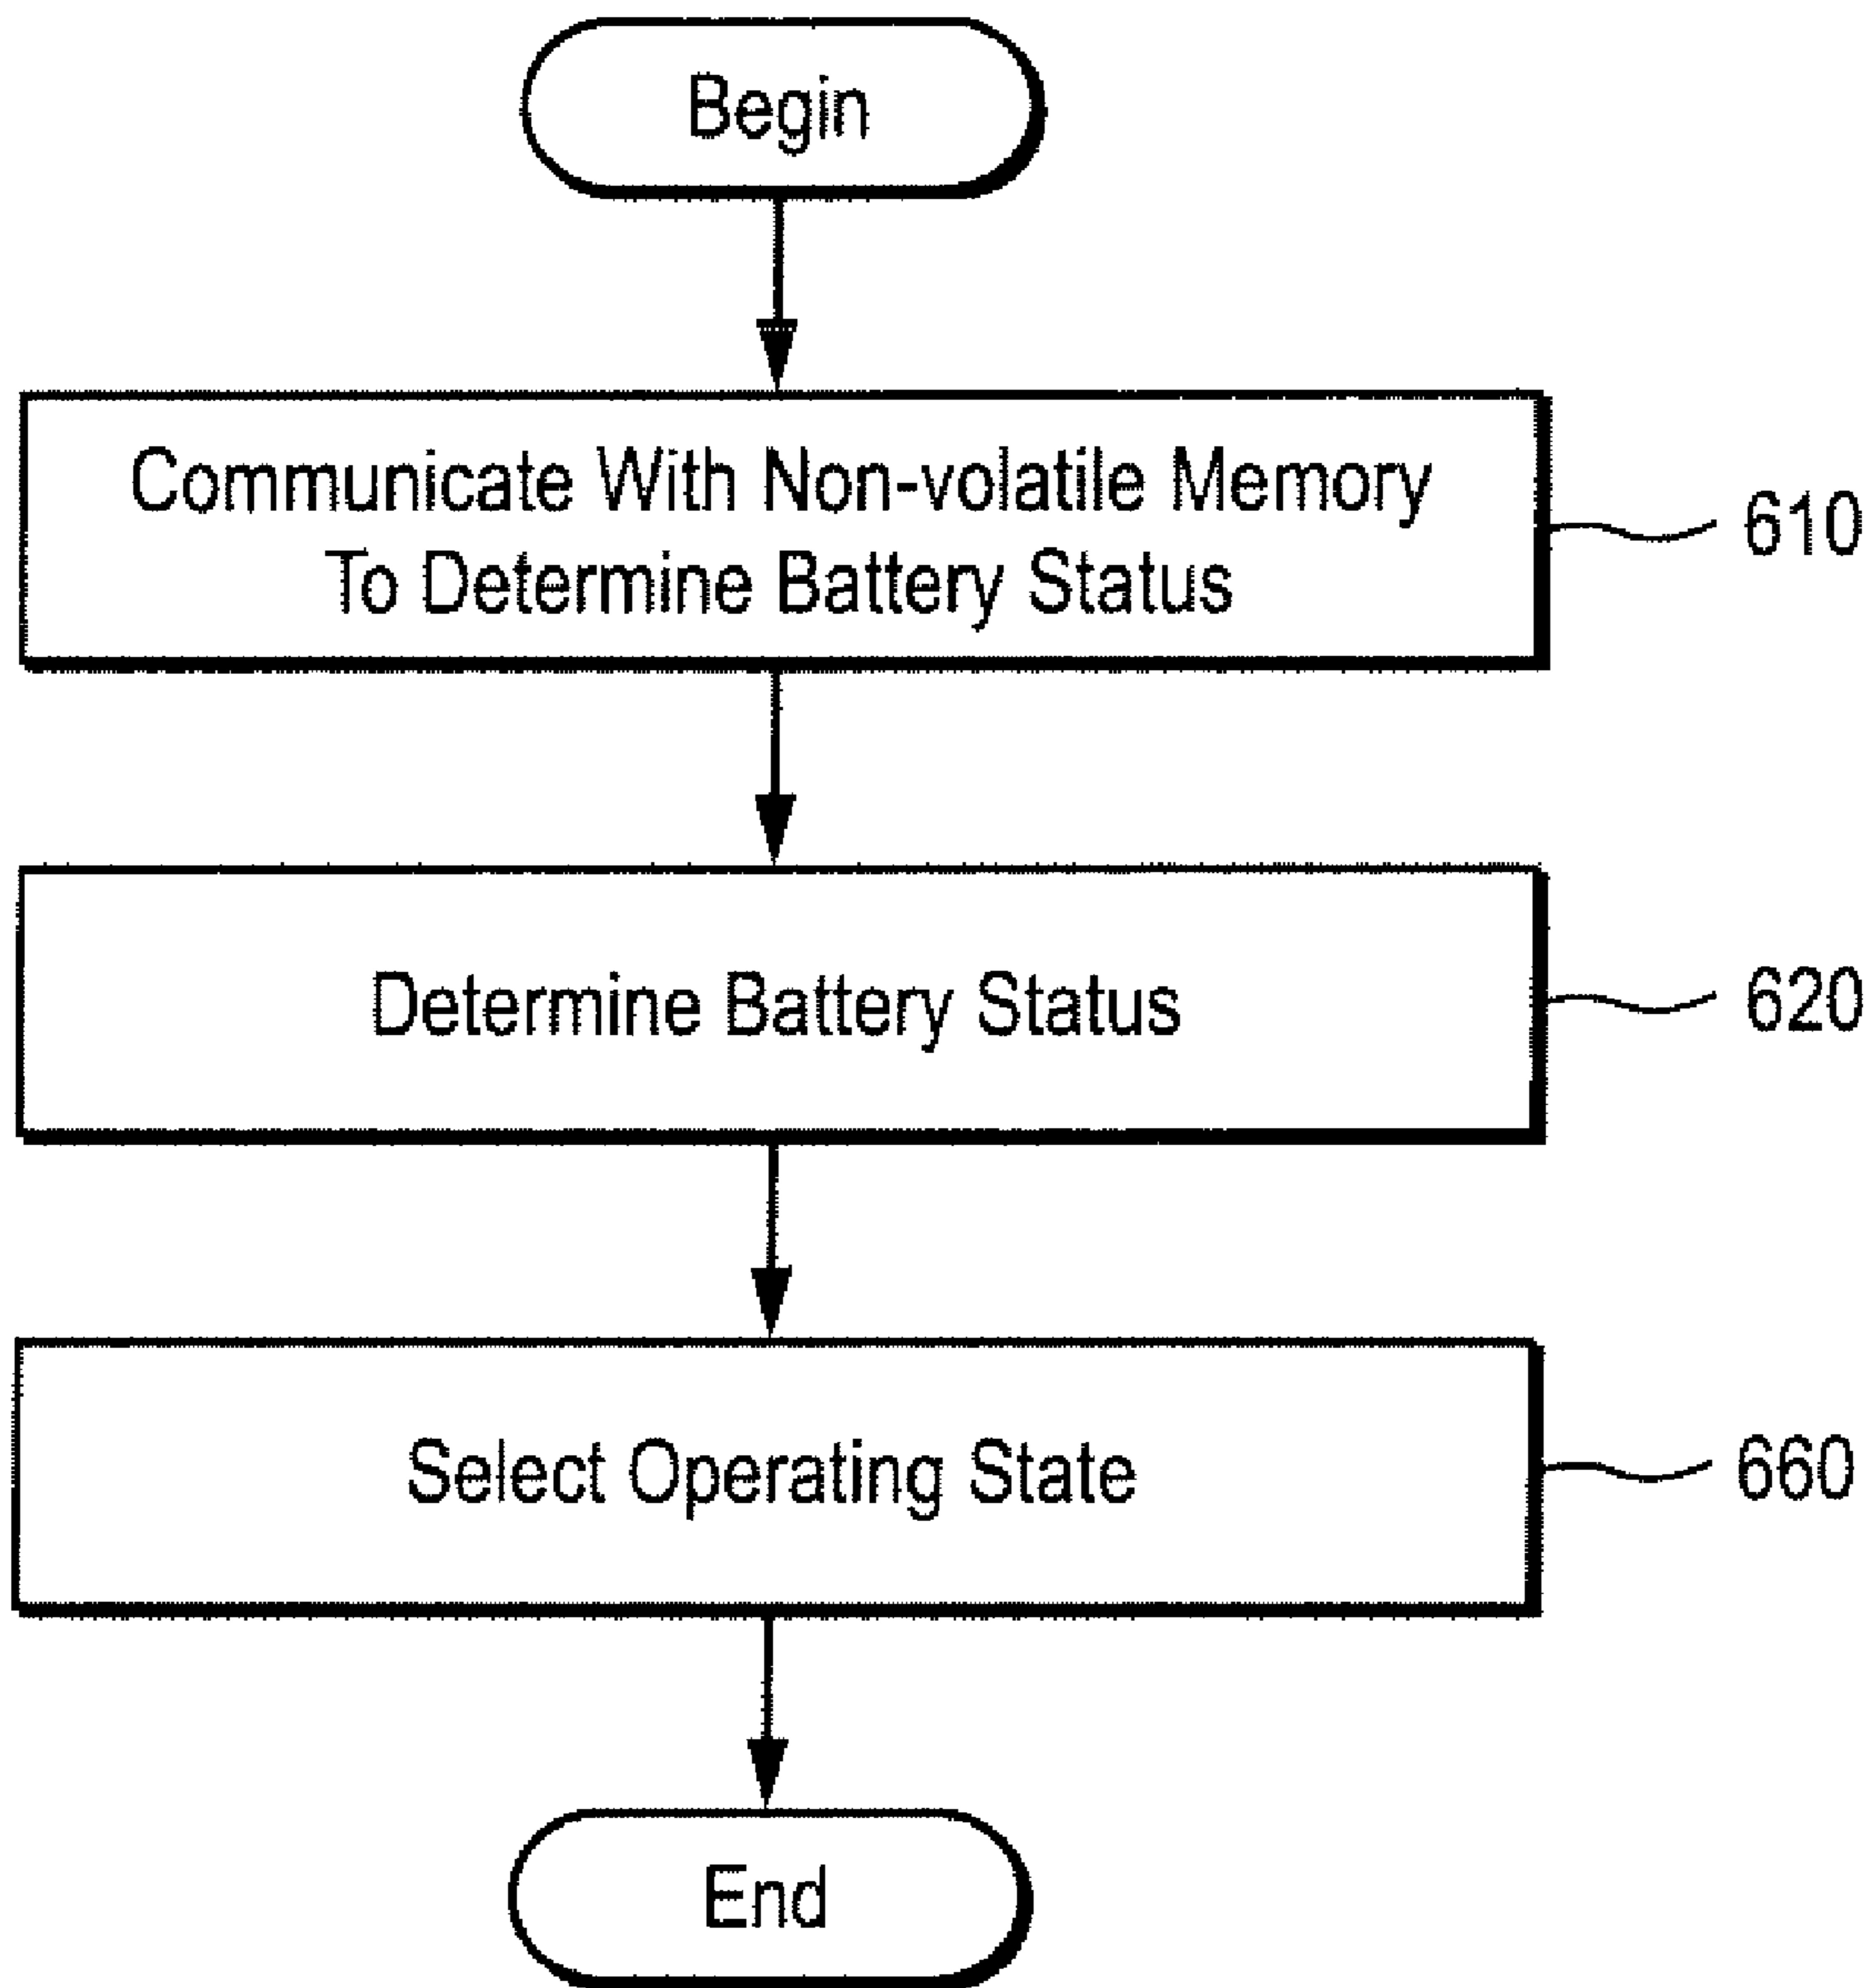 Begin
Communicate With Non-volatile Memory
To Determine Battery Status
610
Determine Battery Status
620
Select Operating State
660
End